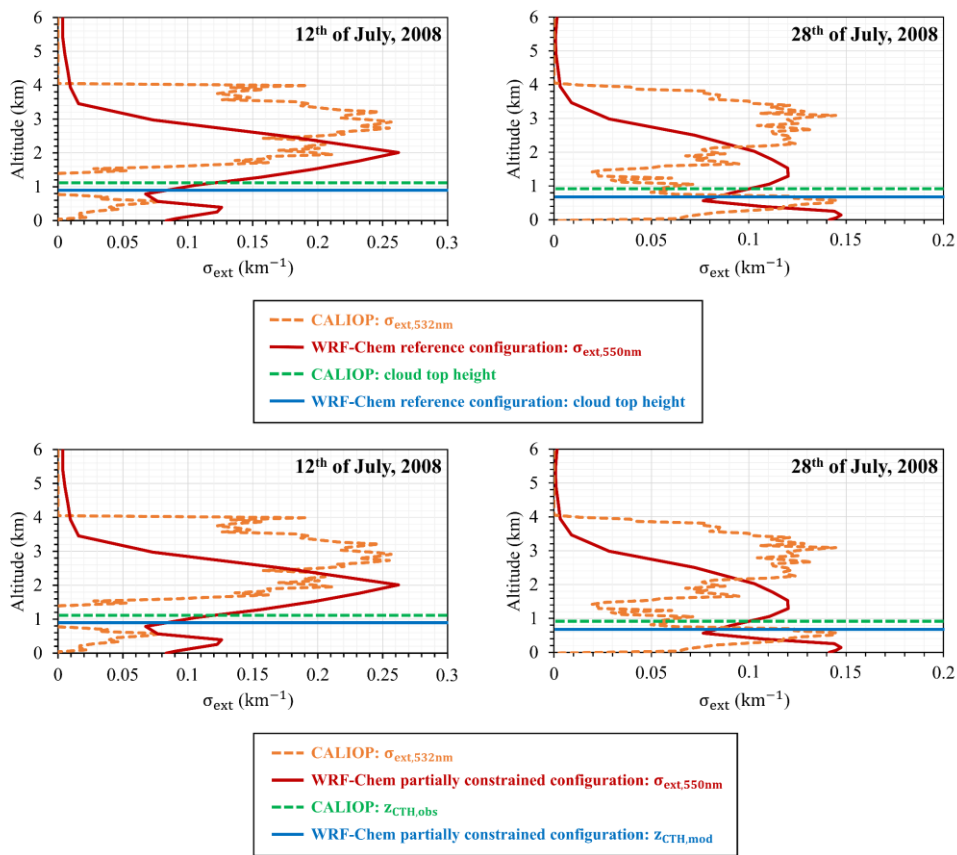 12th of July, 2008
6
5
4
3
2
1
0
Altitude (km)
0 0.05 0.1 0.15 0.2 0.25 0.3
σext (km−1)
28th of July, 2008
6
5
4
3
2
1
0
Altitude (km)
0 0.05 0.1 0.15 0.2
σext (km−1)
CALIOP: σext,532nm
WRF-Chem reference configuration: σext,550nm
CALIOP: cloud top height
WRF-Chem reference configuration: cloud top height
12th of July, 2008
6
5
4
3
2
1
0
Altitude (km)
0 0.05 0.1 0.15 0.2 0.25 0.3
σext (km−1)
28th of July, 2008
6
5
4
3
2
1
0
Altitude (km)
0 0.05 0.1 0.15 0.2
σext (km−1)
CALIOP: σext,532nm
WRF-Chem partially constrained configuration: σext,550nm
CALIOP: zCTH,obs
WRF-Chem partially constrained configuration: zCTH,mod